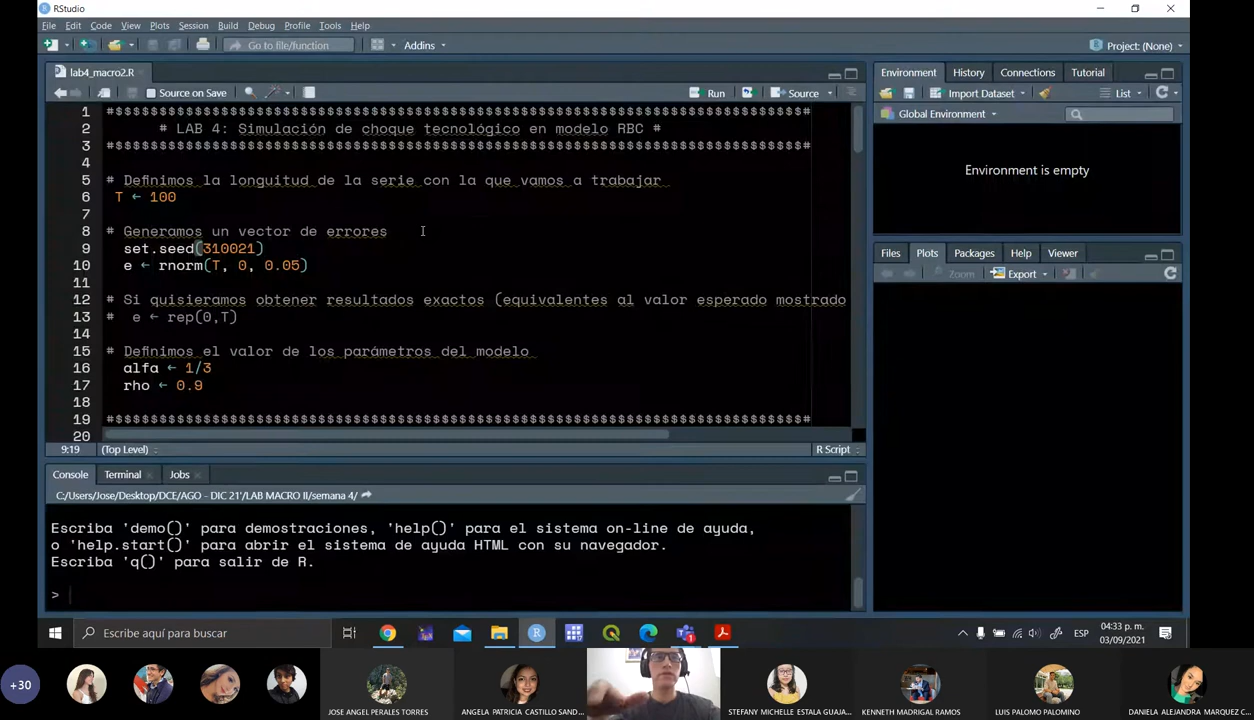 RStudio
File Edit Code View Plots Session Build Debug Profile Tools Help
Go to file/function
Addins
Project: (None)
lab4_macro2.R
Source on Save
Run
Source
1 #$$$$$$$$$$$$$$$$$$$$$$$$$$$$$$$$$$$$$$$$$$$$$$$$$$$$$$$$$$$$$$$$$$$$$$$$$$$$$$#
2 # LAB 4: Simulación de choque tecnológico en modelo RBC #
3 #$$$$$$$$$$$$$$$$$$$$$$$$$$$$$$$$$$$$$$$$$$$$$$$$$$$$$$$$$$$$$$$$$$$$$$$$$$$$$$#
4
5 # Definimos la longuitud de la serie con la que vamos a trabajar
6 T ← 100
7
8 # Generamos un vector de errores
9 set.seed(310021)
10 e ← rnorm(T, 0, 0.05)
11
12 # Si quisieramos obtener resultados exactos (equivalentes al valor esperado mostrado
13 # e ← rep(0,T)
14
15 # Definimos el valor de los parámetros del modelo
16 alfa ← 1/3
17 rho ← 0.9
18
19 #$$$$$$$$$$$$$$$$$$$$$$$$$$$$$$$$$$$$$$$$$$$$$$$$$$$$$$$$$$$$$$$$$$$$$$$$$$$$$$#
20
9:19 (Top Level) R Script
Console Terminal Jobs
C:/Users/Jose/Desktop/DCE/AGO - DIC 21'/LAB MACRO II/semana 4/
Escriba 'demo()' para demostraciones, 'help()' para el sistema on-line de ayuda,
o 'help.start()' para abrir el sistema de ayuda HTML con su navegador.
Escriba 'q()' para salir de R.
>
Environment History Connections Tutorial
Import Dataset List
Global Environment
Environment is empty
Files Plots Packages Help Viewer
Zoom Export
Escribe aquí para buscar
ESP
04:33 p. m.
03/09/2021
+30
JOSE ANGEL PERALES TORRES
ANGELA PATRICIA CASTILLO SAND...
STEFANY MICHELLE ESTALA GUAJA...
KENNETH MADRIGAL RAMOS
LUIS PALOMO PALOMINO
DANIELA ALEJANDRA MARQUEZ C...